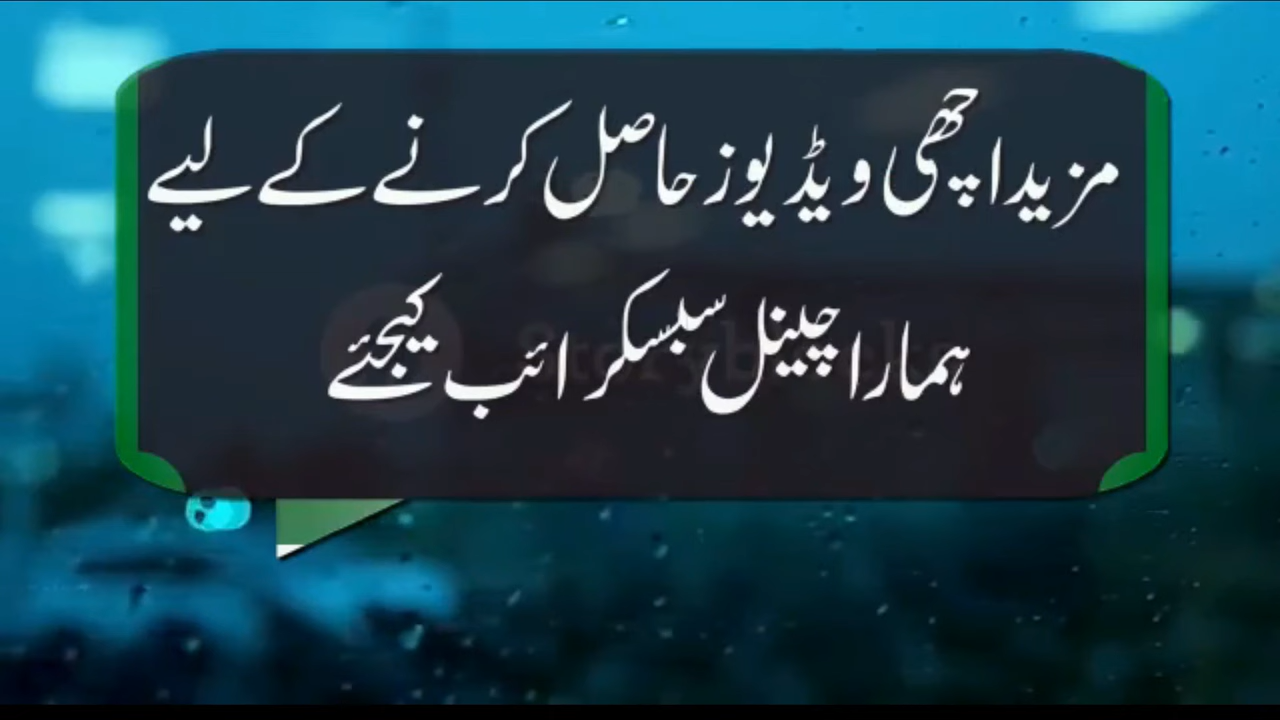 مزید اچھی ویڈیوز حاصل کرنے کے لیے
ہمارا چینل سبسکرائب کیجئے